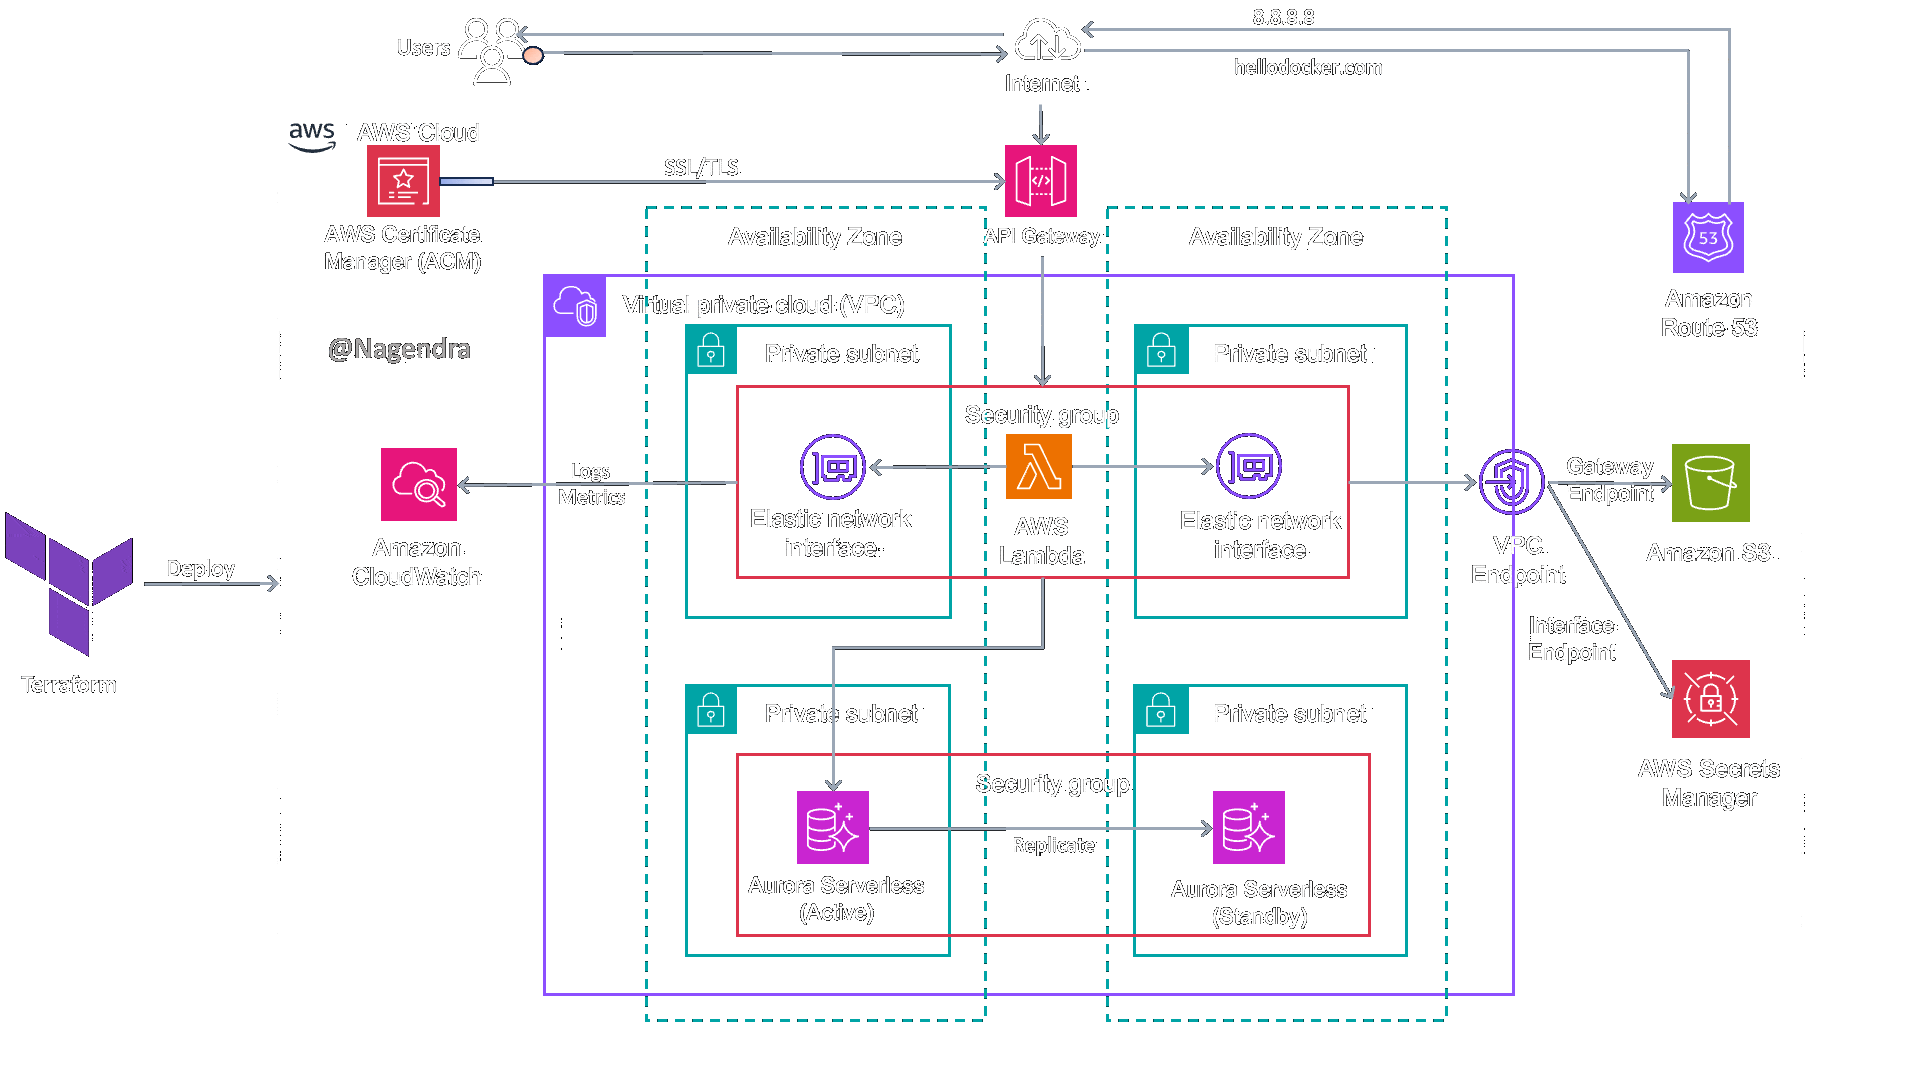 8.8.9.9
Users
hellodocker.com
Internet
aws
AWS Cloud
SSL/TLS
53
AWS Certificate
Manager (ACM)
Availability Zone
API Gateway
Availability Zone
Virtual private cloud (VPC)
Amazon
Route 53
@Nagendra
Private subnet
Private subnet
Security group
Logs
Metrics
Gateway
Endpoint
Elastic network
interface
AWS
Lambda
Elastic network
interface
Amazon
CloudWatch
VPC
Endpoint
Amazon S3
Deploy
Interface
Endpoint
Terraform
Private subnet
Private subnet
Security group
AWS Secrets
Manager
Replicate
Aurora Serverless
(Active)
Aurora Serverless
(Standby)